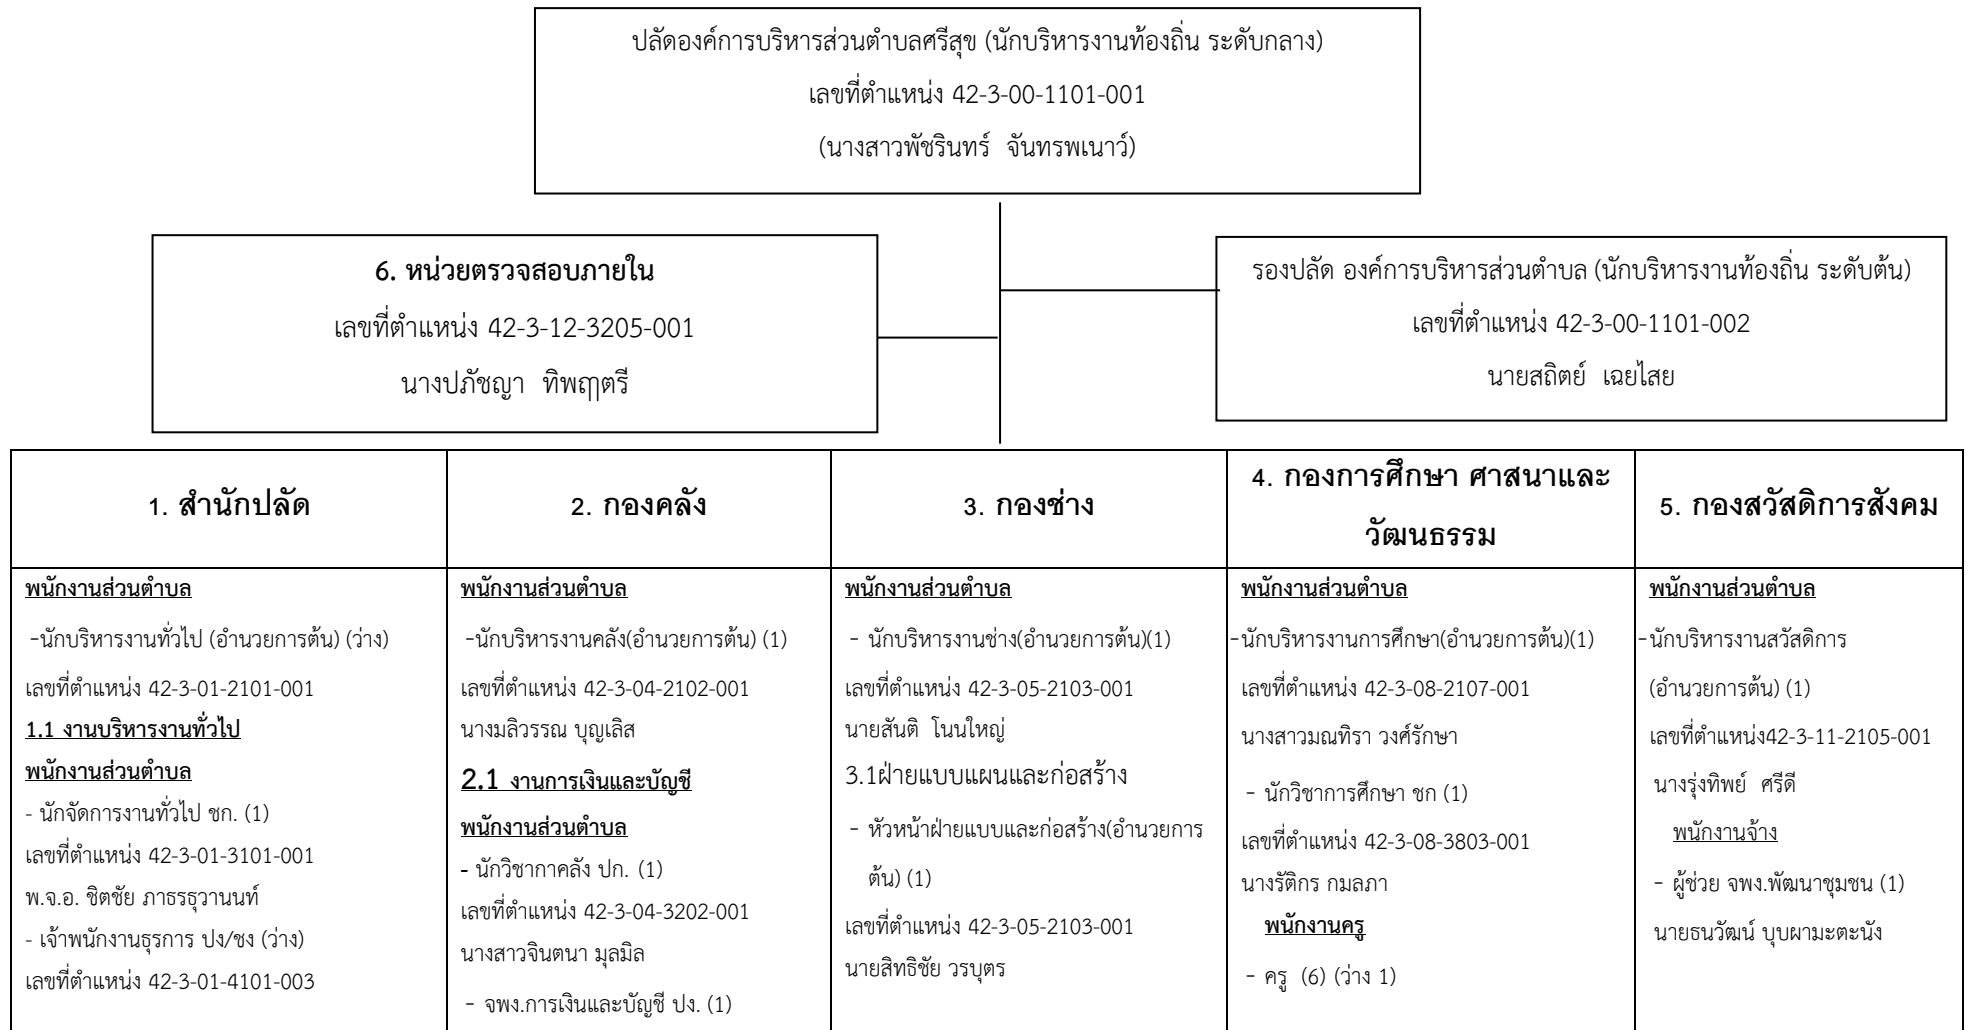 ปลัดองค์การบริหารส่วนตำบลศรีสุข (นักบริหารงานท้องถิ่น ระดับกลาง)
เลขที่ตำแหน่ง 42-3-00-1101-001
(นางสาวพัชรินทร์ จันทรพเนาว์)
6. หน่วยตรวจสอบภายใน
เลขที่ตำแหน่ง 42-3-12-3205-001
นางปภัชญา ทิพฤๅตรี
รองปลัด องค์การบริหารส่วนตำบล (นักบริหารงานท้องถิ่น ระดับต้น)
เลขที่ตำแหน่ง 42-3-00-1101-002
นายสถิตย์ เฉยไสย
1. สำนักปลัด
พนักงานส่วนตำบล
-นักบริหารงานทั่วไป (อำนวยการต้น) (ว่าง)
เลขที่ตำแหน่ง 42-3-01-2101-001
1.1 งานบริหารงานทั่วไป
พนักงานส่วนตำบล
- นักจัดการงานทั่วไป ชก. (1)
เลขที่ตำแหน่ง 42-3-01-3101-001
พ.จ.อ. ชิตชัย ภาธรธุวานนท์
- เจ้าพนักงานธุรการ ปง/ชง (ว่าง)
เลขที่ตำแหน่ง 42-3-01-4101-003
2. กองคลัง
พนักงานส่วนตำบล
-นักบริหารงานคลัง(อำนวยการต้น) (1)
เลขที่ตำแหน่ง 42-3-04-2102-001
นางมลิวรรณ บุญเลิส
2.1 งานการเงินและบัญชี
พนักงานส่วนตำบล
- นักวิชากาคลัง ปก. (1)
เลขที่ตำแหน่ง 42-3-04-3202-001
นางสาวจินตนา มุลมิล
- จพง.การเงินและบัญชี ปง. (1)
3. กองช่าง
พนักงานส่วนตำบล
- นักบริหารงานช่าง(อำนวยการต้น)(1)
เลขที่ตำแหน่ง 42-3-05-2103-001
นายสันติ โนนใหญ่
3.1ฝ่ายแบบแผนและก่อสร้าง
- หัวหน้าฝ่ายแบบและก่อสร้าง(อำนวยการ
ต้น) (1)
เลขที่ตำแหน่ง 42-3-05-2103-001
นายสิทธิชัย วรบุตร
4. กองการศึกษา ศาสนาและ
วัฒนธรรม
พนักงานส่วนตำบล
-นักบริหารงานการศึกษา(อำนวยการต้น)(1)
เลขที่ตำแหน่ง 42-3-08-2107-001
นางสาวมณทิรา วงศ์รักษา
- นักวิชาการศึกษา ชก (1)
เลขที่ตำแหน่ง 42-3-08-3803-001
นางรัติกร กมลภา
พนักงานครู
- ครู (6) (ว่าง 1)
5. กองสวัสดิการสังคม
พนักงานส่วนตำบล
-นักบริหารงานสวัสดิการ
(อำนวยการต้น) (1)
เลขที่ตำแหน่ง42-3-11-2105-001
นางรุ่งทิพย์ ศรีดี
พนักงานจ้าง
- ผู้ช่วย จพง.พัฒนาชุมชน (1)
นายธนวัฒน์ บุบผามะตะนัง